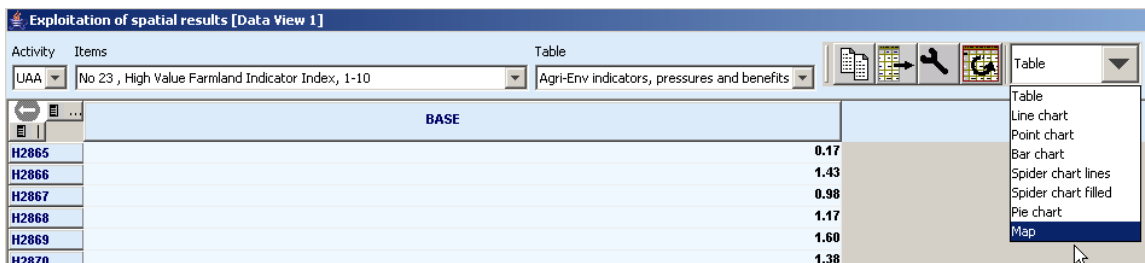 Exploitation of spatial results [Data View 1]
Activity Items Table
UAA No 23 , High Value Farmland Indicator Index, 1-10 Agri-Env indicators, pressures and benefits Table
Table
Line chart
Point chart
Bar chart
Spider chart lines
Spider chart filled
Pie chart
Map
...
BASE
H2865 0.17
H2866 1.43
H2867 0.98
H2868 1.17
H2869 1.60
H2870 1.38